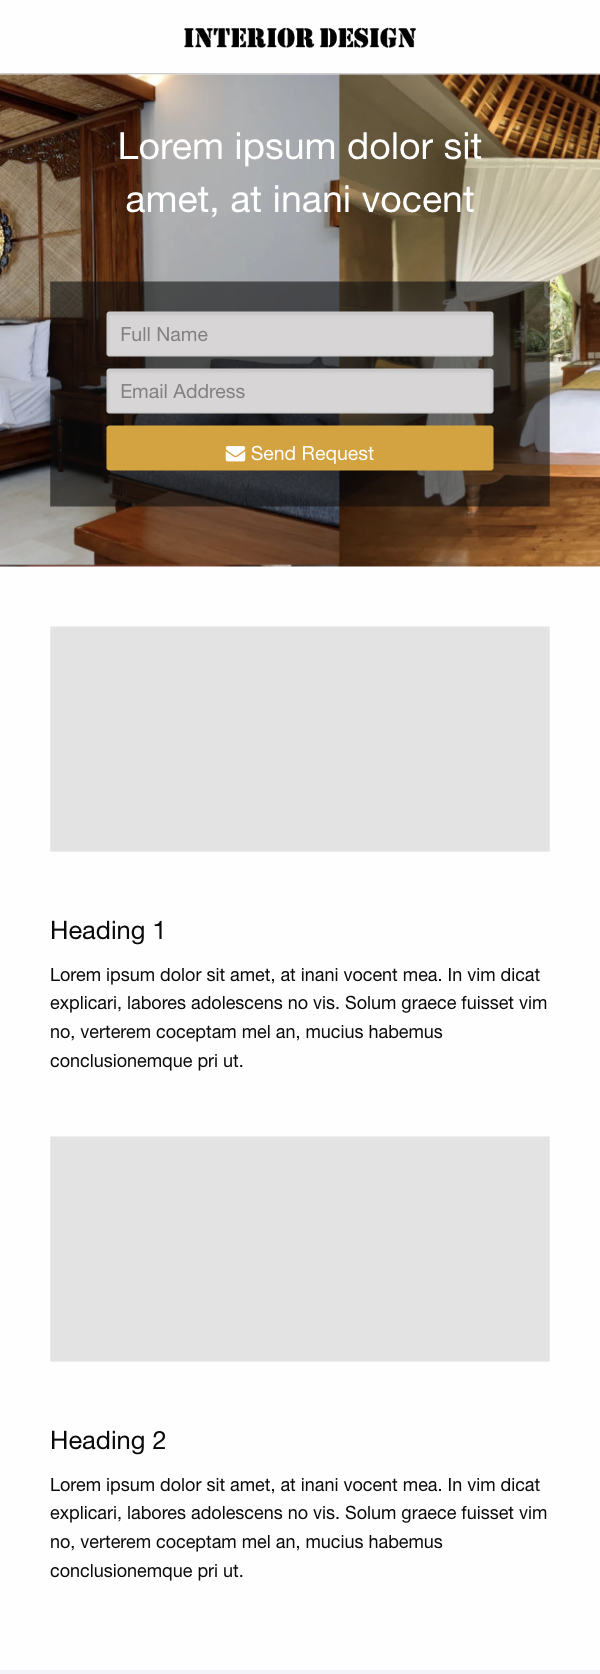 INTERIOR DESIGN
Lorem ipsum dolor sit
amet, at inani vocent
Full Name
Email Address
Send Request
Heading 1
Lorem ipsum dolor sit amet, at inani vocent mea. In vim dicat
explicari, labores adolescens no vis. Solum graece fuisset vim
no, verterem coceptam mel an, mucius habemus
conclusionemque pri ut.
Heading 2
Lorem ipsum dolor sit amet, at inani vocent mea. In vim dicat
explicari, labores adolescens no vis. Solum graece fuisset vim
no, verterem coceptam mel an, mucius habemus
conclusionemque pri ut.